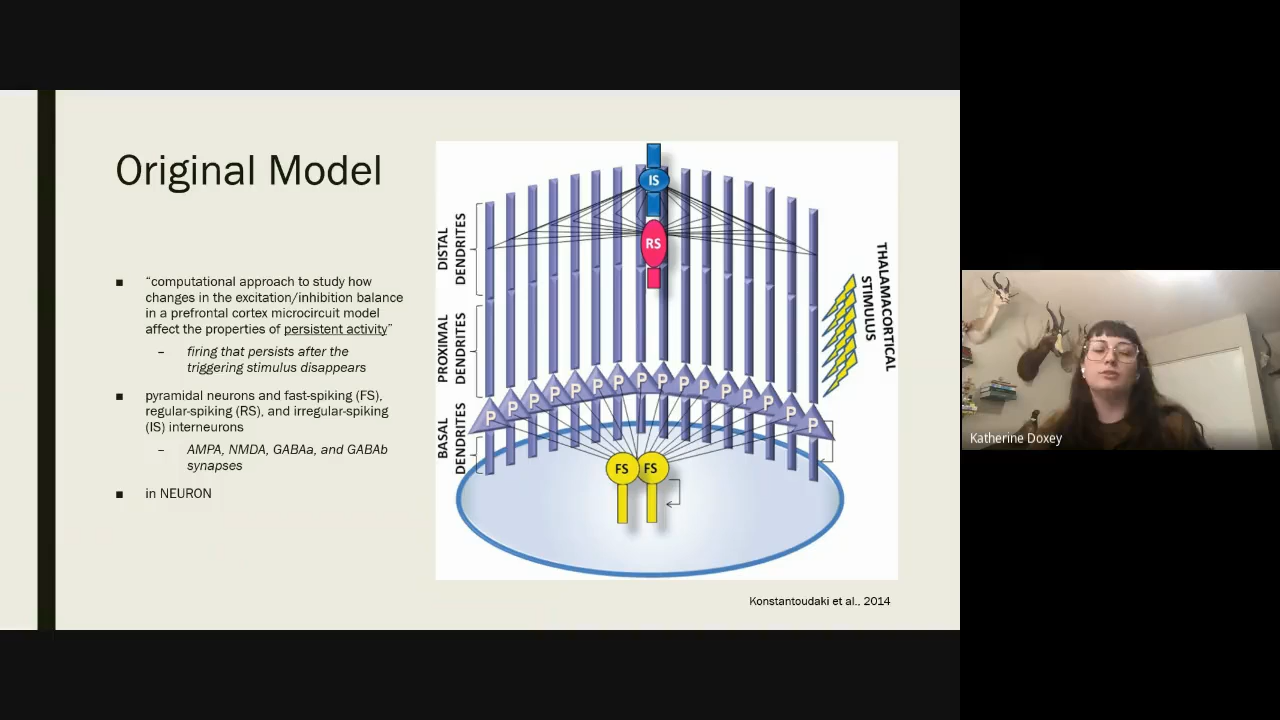 Original Model
■ “computational approach to study how
changes in the excitation/inhibition balance
in a prefrontal cortex microcircuit model
affect the properties of persistent activity”
– firing that persists after the
triggering stimulus disappears
■ pyramidal neurons and fast-spiking (FS),
regular-spiking (RS), and irregular-spiking
(IS) interneurons
– AMPA, NMDA, GABAa, and GABAb
synapses
■ in NEURON
DISTAL
DENDRITES
PROXIMAL
DENDRITES
BASAL
DENDRITES
IS
RS
P P P P P P P P P P P P P P P P
FS FS
THALAMACORTICAL
STIMULUS
Konstantoudaki et al., 2014
Katherine Doxey